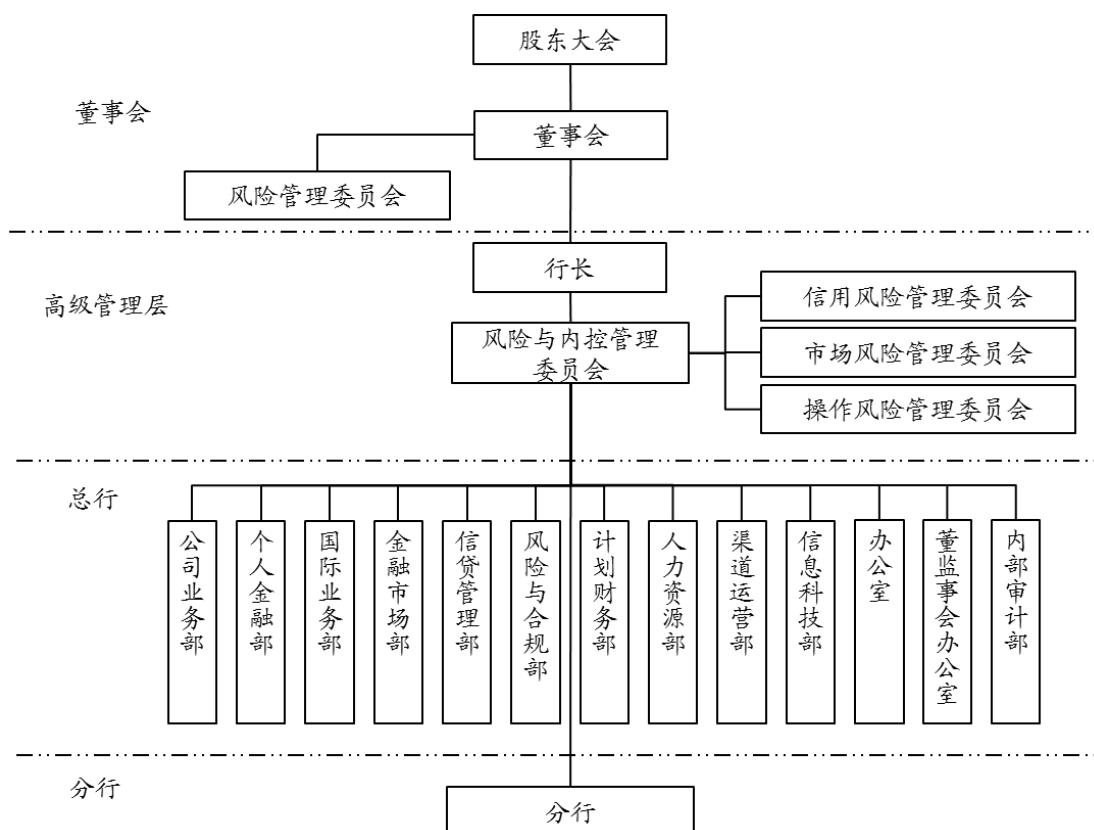 股东大会
董事会
董事会
风险管理委员会
行长
高级管理层
信用风险管理委员会
风险与内控管理
委员会
市场风险管理委员会
操作风险管理委员会
总行
公司业务部
个人金融部
国际业务部
金融市场部
信贷管理部
风险与合规部
计划财务部
人力资源部
渠道运营部
信息科技部
办公室
董监事会办公室
内部审计部
分行
分行